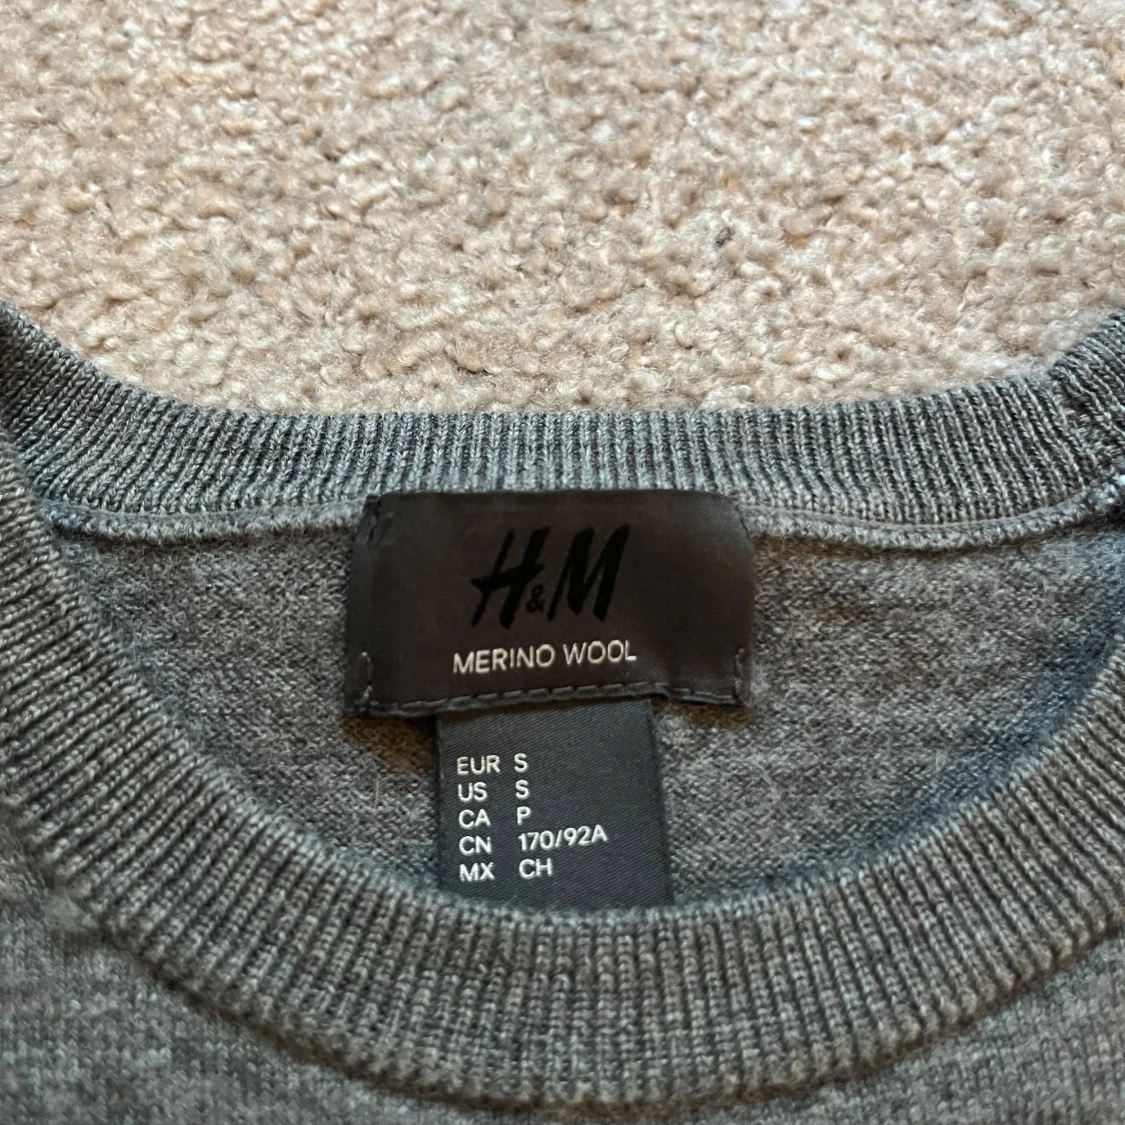 H&M
MERINO WOOL
EUR S
US S
CA P
CN 170/92A
MX CH